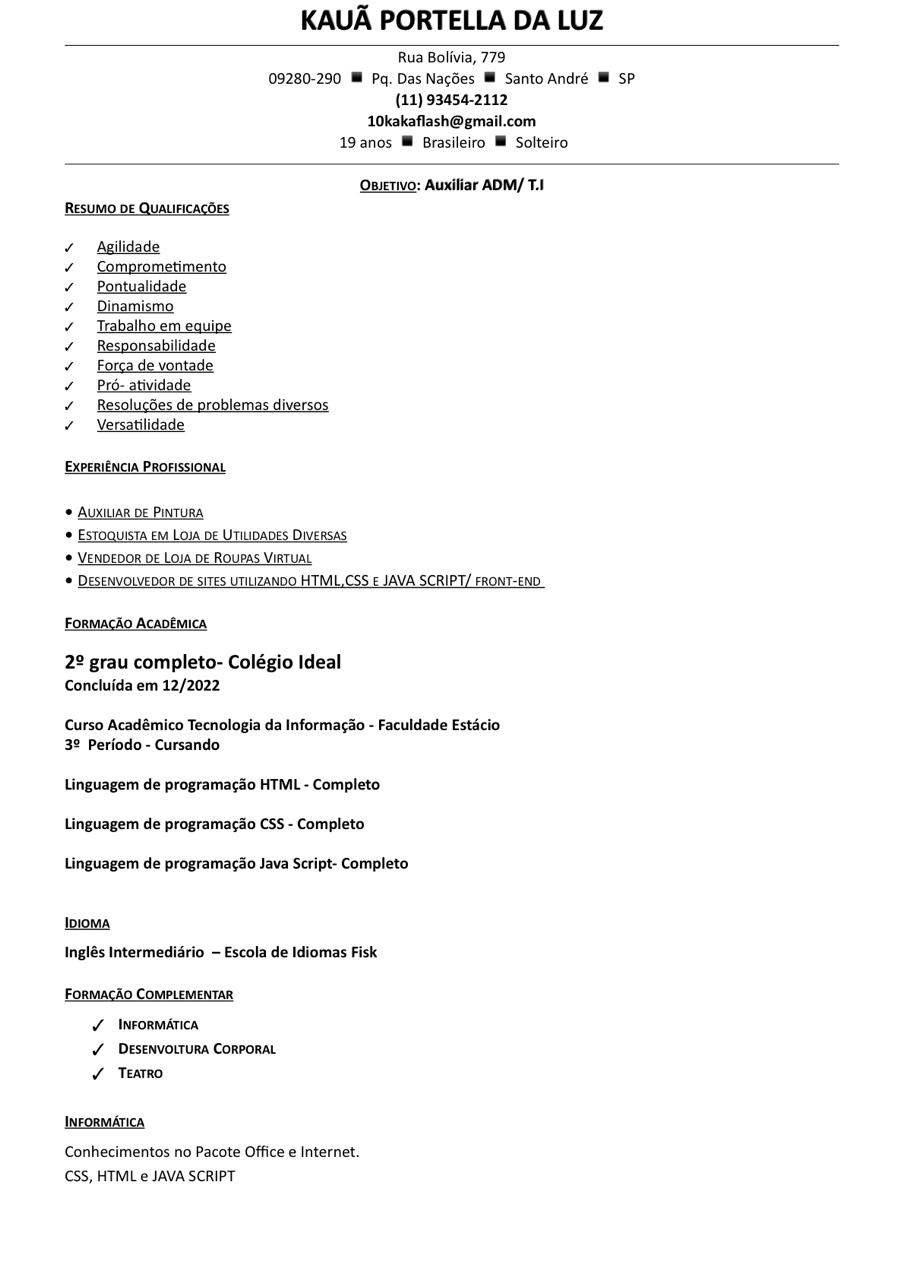 KAUÃ PORTELLA DA LUZ
Rua Bolívia, 779
09280-290 ■ Pq. Das Nações ■ Santo André ■ SP
(11) 93454-2112
10kakaflash@gmail.com
19 anos ■ Brasileiro ■ Solteiro
OBJETIVO: Auxiliar ADM/ T.I
RESUMO DE QUALIFICAÇÕES
✓ Agilidade
✓ Comprometimento
✓ Pontualidade
✓ Dinamismo
✓ Trabalho em equipe
✓ Responsabilidade
✓ Força de vontade
✓ Pró- atividade
✓ Resoluções de problemas diversos
✓ Versatilidade
EXPERIÊNCIA PROFISSIONAL
• AUXILIAR DE PINTURA
• ESTOQUISTA EM LOJA DE UTILIDADES DIVERSAS
• VENDEDOR DE LOJA DE ROUPAS VIRTUAL
• DESENVOLVEDOR DE SITES UTILIZANDO HTML,CSS E JAVA SCRIPT/ FRONT-END
FORMAÇÃO ACADÊMICA
2º grau completo- Colégio Ideal
Concluída em 12/2022
Curso Acadêmico Tecnologia da Informação - Faculdade Estácio
3º  Período - Cursando
Linguagem de programação HTML - Completo
Linguagem de programação CSS - Completo
Linguagem de programação Java Script- Completo
IDIOMA
Inglês Intermediário  – Escola de Idiomas Fisk
FORMAÇÃO COMPLEMENTAR
✓ INFORMÁTICA
✓ DESENVOLTURA CORPORAL
✓ TEATRO
INFORMÁTICA
Conhecimentos no Pacote Office e Internet.
CSS, HTML e JAVA SCRIPT